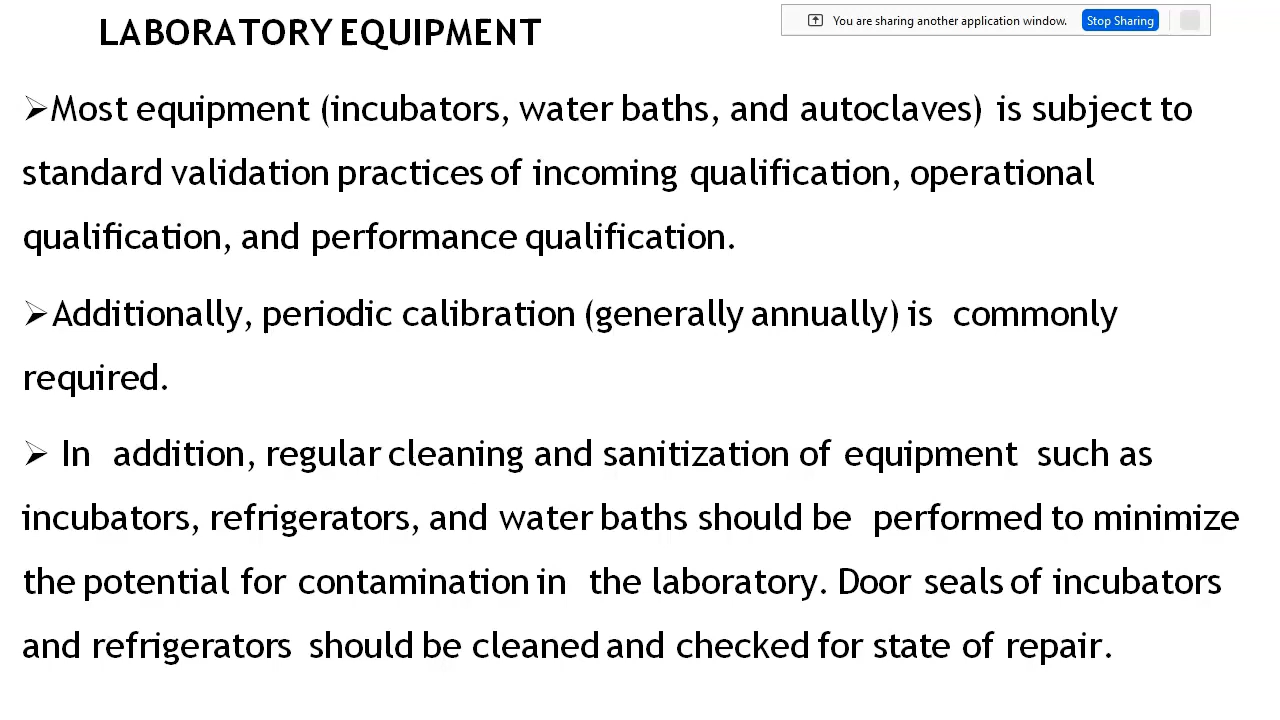 LABORATORY EQUIPMENT
You are sharing another application window. Stop Sharing
➢Most equipment (incubators, water baths, and autoclaves) is subject to
standard validation practices of incoming qualification, operational
qualification, and performance qualification.
➢Additionally, periodic calibration (generally annually) is commonly
required.
➢ In addition, regular cleaning and sanitization of equipment such as
incubators, refrigerators, and water baths should be performed to minimize
the potential for contamination in the laboratory. Door seals of incubators
and refrigerators should be cleaned and checked for state of repair.